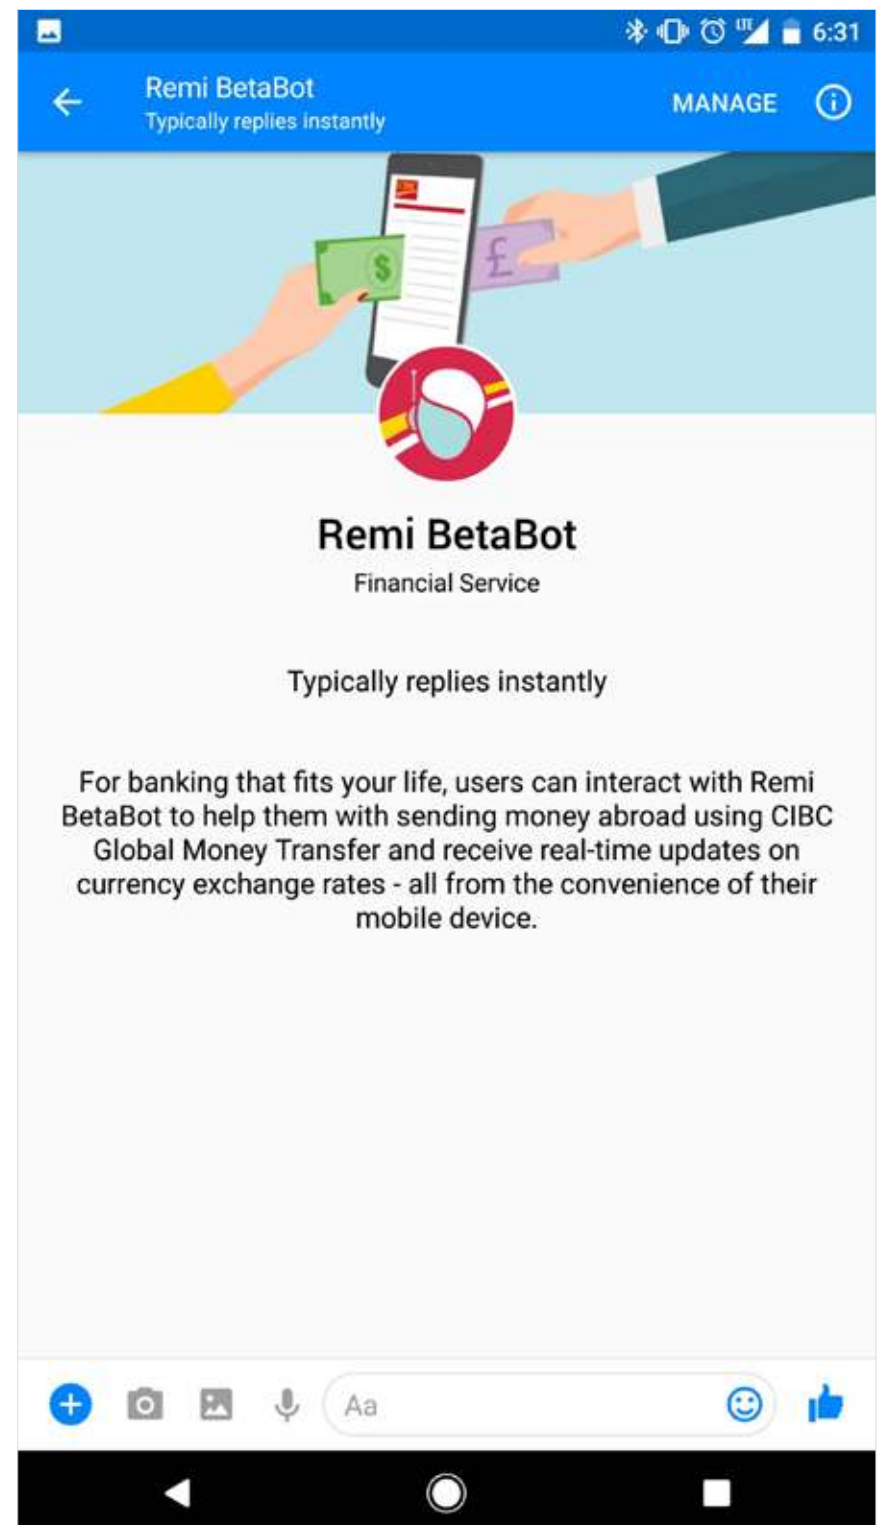 LTE 6:31
Remi BetaBot
Typically replies instantly
MANAGE
$ £
Remi BetaBot
Financial Service
Typically replies instantly
For banking that fits your life, users can interact with Remi
BetaBot to help them with sending money abroad using CIBC
Global Money Transfer and receive real-time updates on
currency exchange rates - all from the convenience of their
mobile device.
Aa